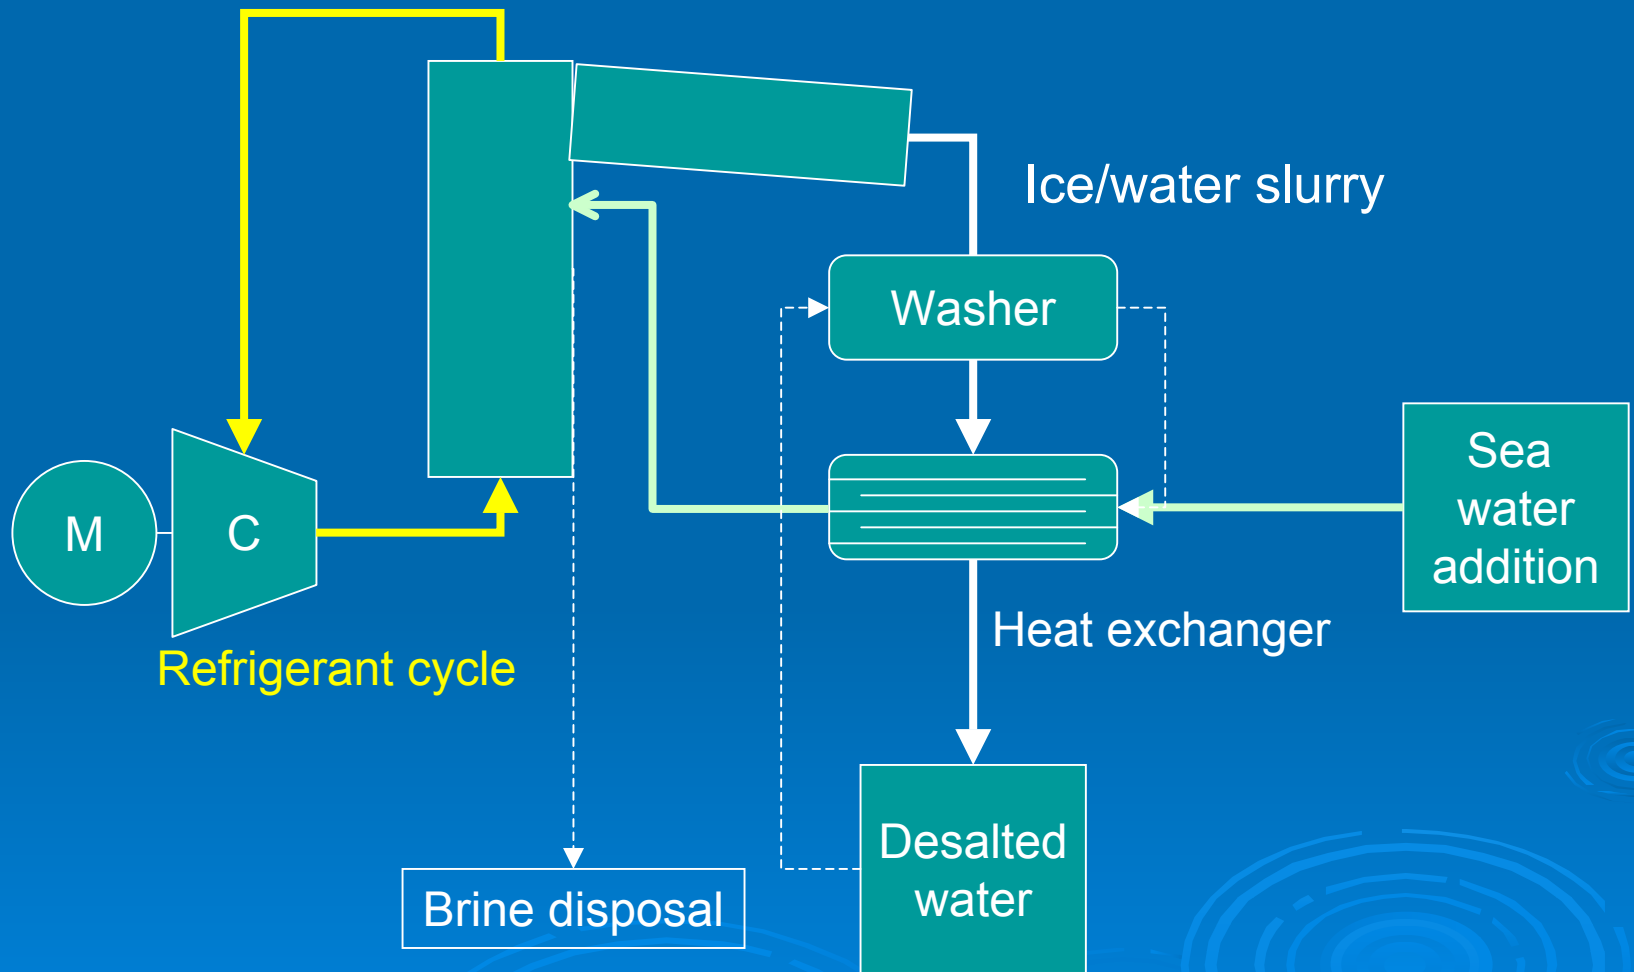 Ice/water slurry
Washer
Sea
water
addition
M
C
Heat exchanger
Refrigerant cycle
Desalted
water
Brine disposal